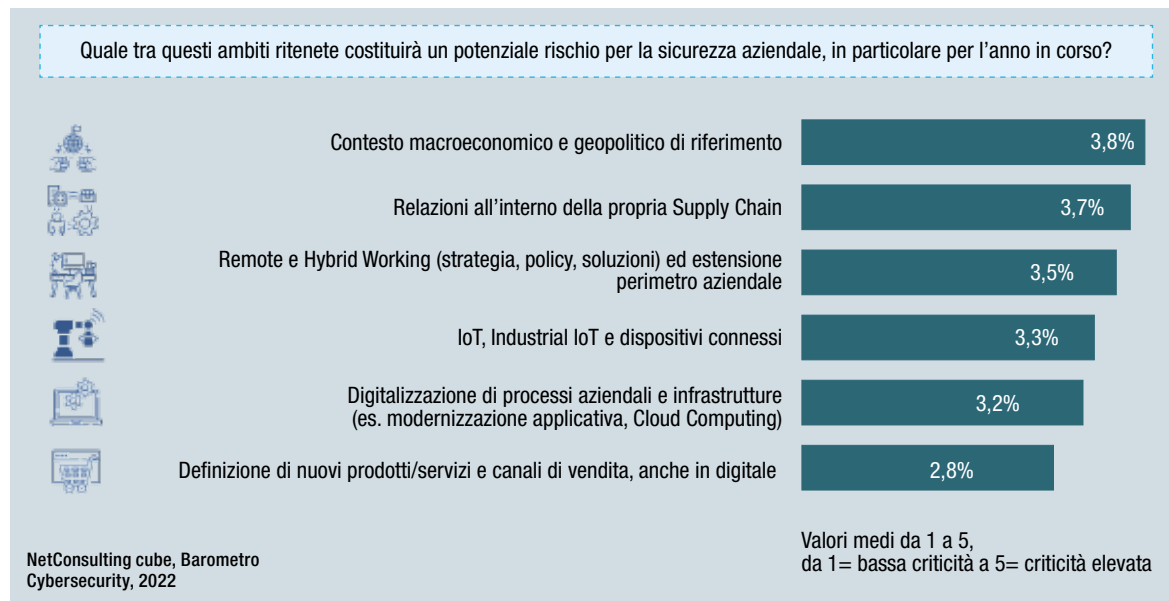 Quale tra questi ambiti ritenete costituirà un potenziale rischio per la sicurezza aziendale, in particolare per l'anno in corso?
Contesto macroeconomico e geopolitico di riferimento
3,8%
Relazioni all'interno della propria Supply Chain
3,7%
Remote e Hybrid Working (strategia, policy, soluzioni) ed estensione
perimetro aziendale
3,5%
IoT, Industrial IoT e dispositivi connessi
3,3%
Digitalizzazione di processi aziendali e infrastrutture
(es. modernizzazione applicativa, Cloud Computing)
3,2%
Definizione di nuovi prodotti/servizi e canali di vendita, anche in digitale
2,8%
NetConsulting cube, Barometro
Cybersecurity, 2022
Valori medi da 1 a 5,
da 1= bassa criticità a 5= criticità elevata